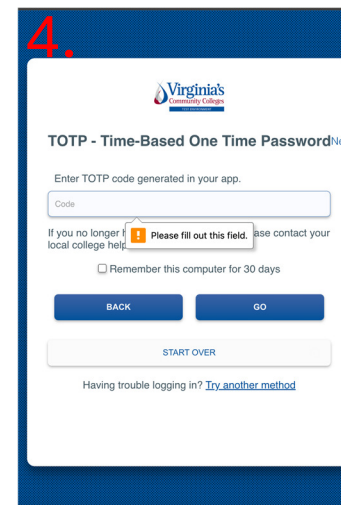 4.
Virginia's
Community Colleges
TOTP - Time-Based One Time Password
Enter TOTP code generated in your app.
Code
If you no longer
Please fill out this field.
ase contact your
local college help
Remember this computer for 30 days
BACK
GO
START OVER
Having trouble logging in? Try another method